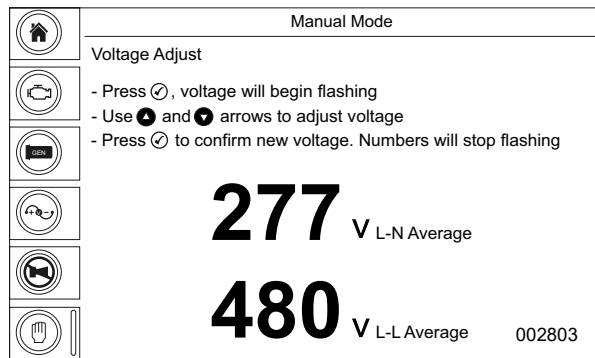 Manual Mode
Voltage Adjust
- Press ✓, voltage will begin flashing
- Use ▲ and ▼ arrows to adjust voltage
- Press ✓ to confirm new voltage. Numbers will stop flashing
GEN
277 V L-N Average
480 V L-L Average
002803